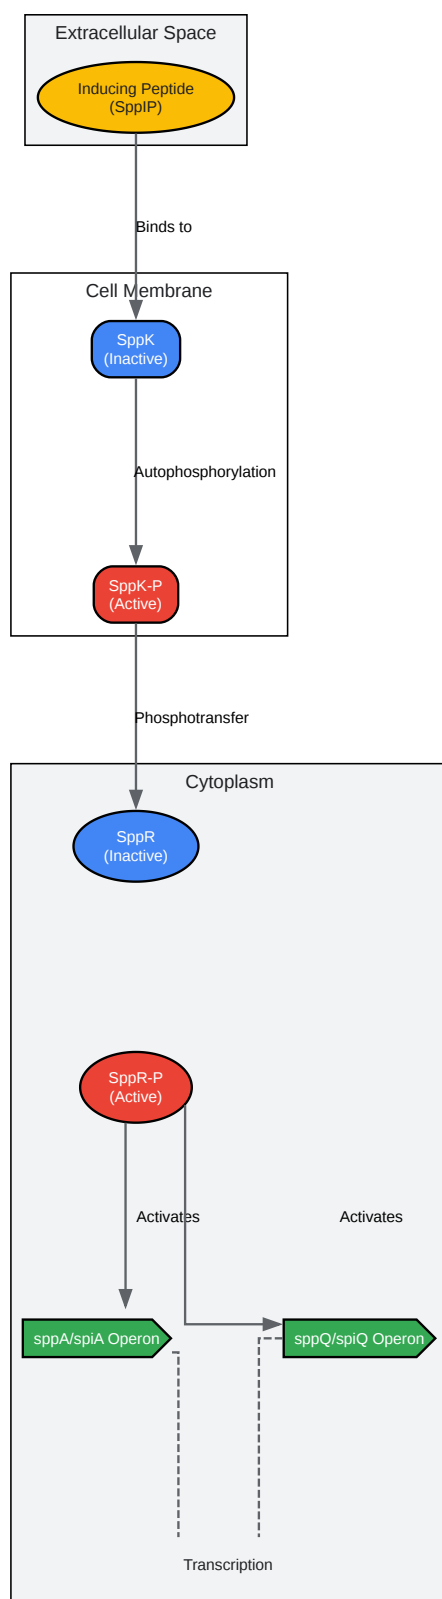 Extracellular Space
Inducing Peptide
(SppIP)
Binds to
Cell Membrane
SppK
(Inactive)
Autophosphorylation
SppK-P
(Active)
Phosphotransfer
Cytoplasm
SppR
(Inactive)
SppR-P
(Active)
Activates
Activates
sppA/spiA Operon
sppQ/spiQ Operon
Transcription